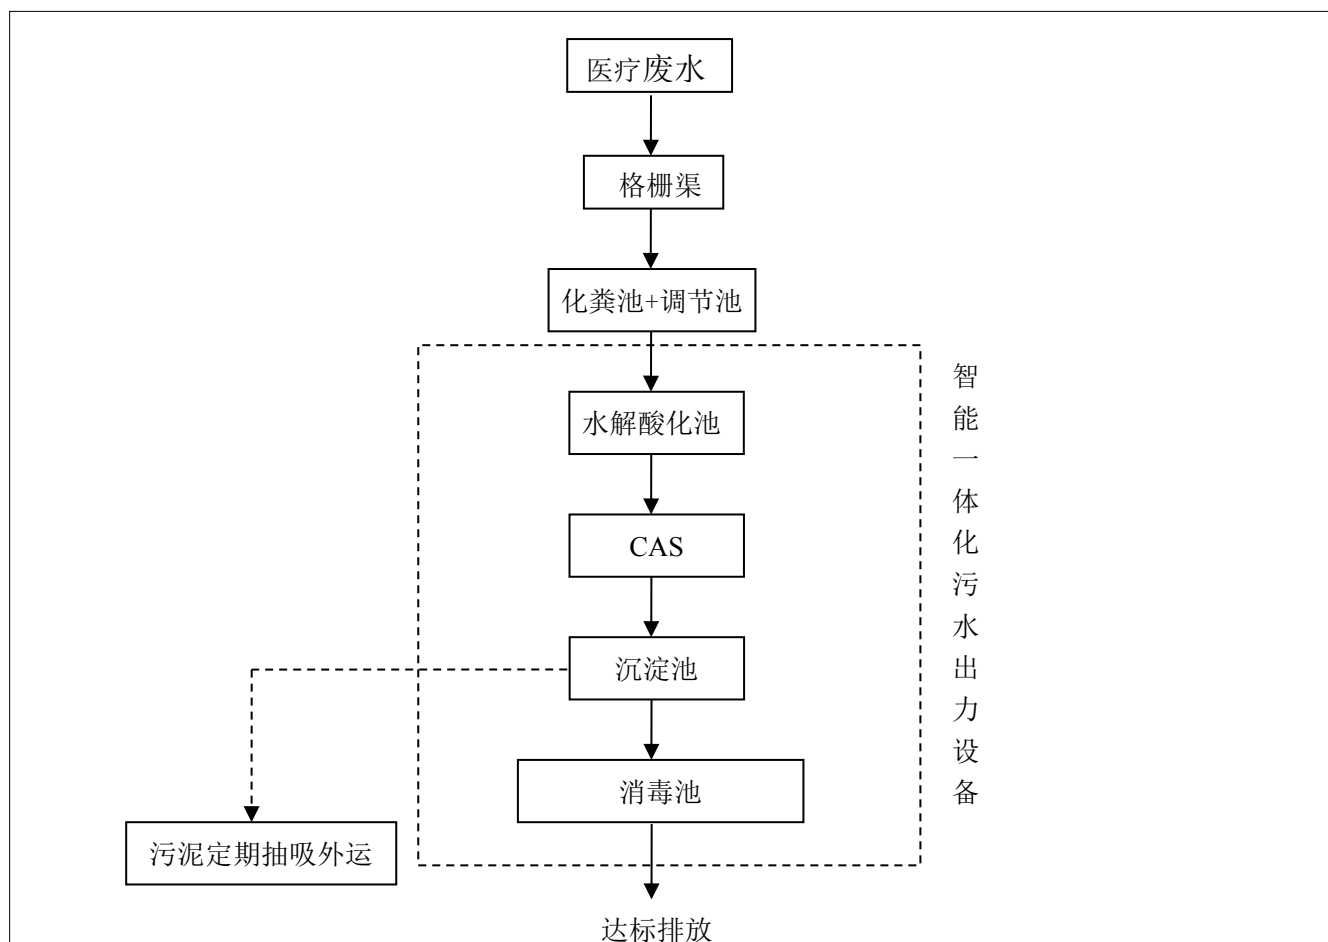 医疗废水
格栅渠
化粪池+调节池
水解酸化池
CAS
沉淀池
消毒池
污泥定期抽吸外运
达标排放
智能一体化污水出力设备